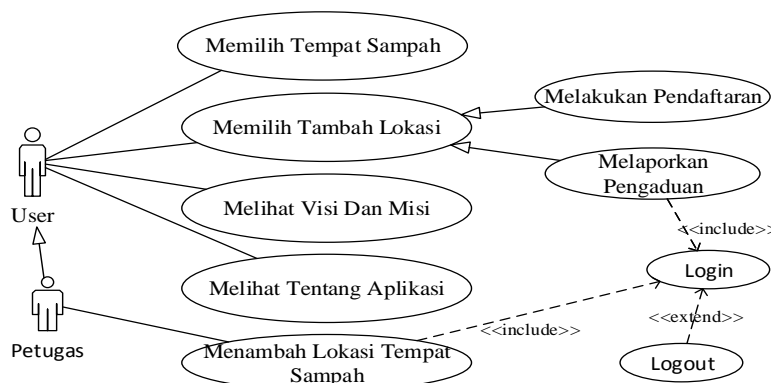 Memilih Tempat Sampah
Melakukan Pendaftaran
Memilih Tambah Lokasi
Melaporkan
Pengaduan
User
Melihat Visi Dan Misi
<<include>>
Login
Melihat Tentang Aplikasi
<<include>>
<<extend>>
Petugas
Menambah Lokasi Tempat
Sampah
Logout